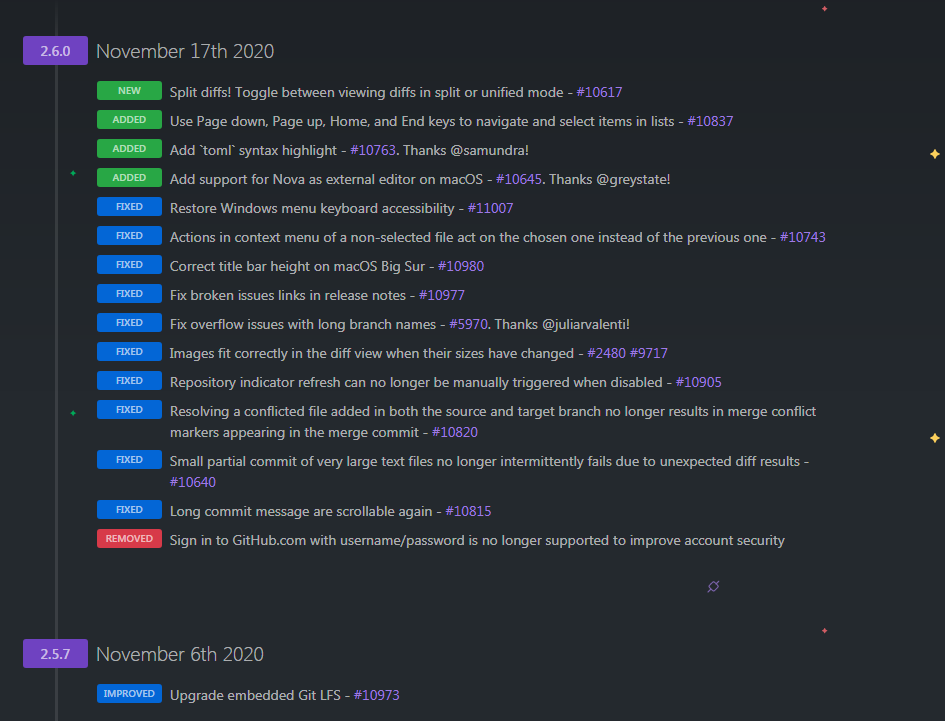 2.6.0 November 17th 2020
NEW Split diffs! Toggle between viewing diffs in split or unified mode - #10617
ADDED Use Page down, Page up, Home, and End keys to navigate and select items in lists - #10837
ADDED Add `toml` syntax highlight - #10763. Thanks @samundra!
ADDED Add support for Nova as external editor on macOS - #10645. Thanks @greystate!
FIXED Restore Windows menu keyboard accessibility - #11007
FIXED Actions in context menu of a non-selected file act on the chosen one instead of the previous one - #10743
FIXED Correct title bar height on macOS Big Sur - #10980
FIXED Fix broken issues links in release notes - #10977
FIXED Fix overflow issues with long branch names - #5970. Thanks @juliarvalenti!
FIXED Images fit correctly in the diff view when their sizes have changed - #2480 #9717
FIXED Repository indicator refresh can no longer be manually triggered when disabled - #10905
FIXED Resolving a conflicted file added in both the source and target branch no longer results in merge conflict
markers appearing in the merge commit - #10820
FIXED Small partial commit of very large text files no longer intermittently fails due to unexpected diff results -
#10640
FIXED Long commit message are scrollable again - #10815
REMOVED Sign in to GitHub.com with username/password is no longer supported to improve account security
2.5.7 November 6th 2020
IMPROVED Upgrade embedded Git LFS - #10973